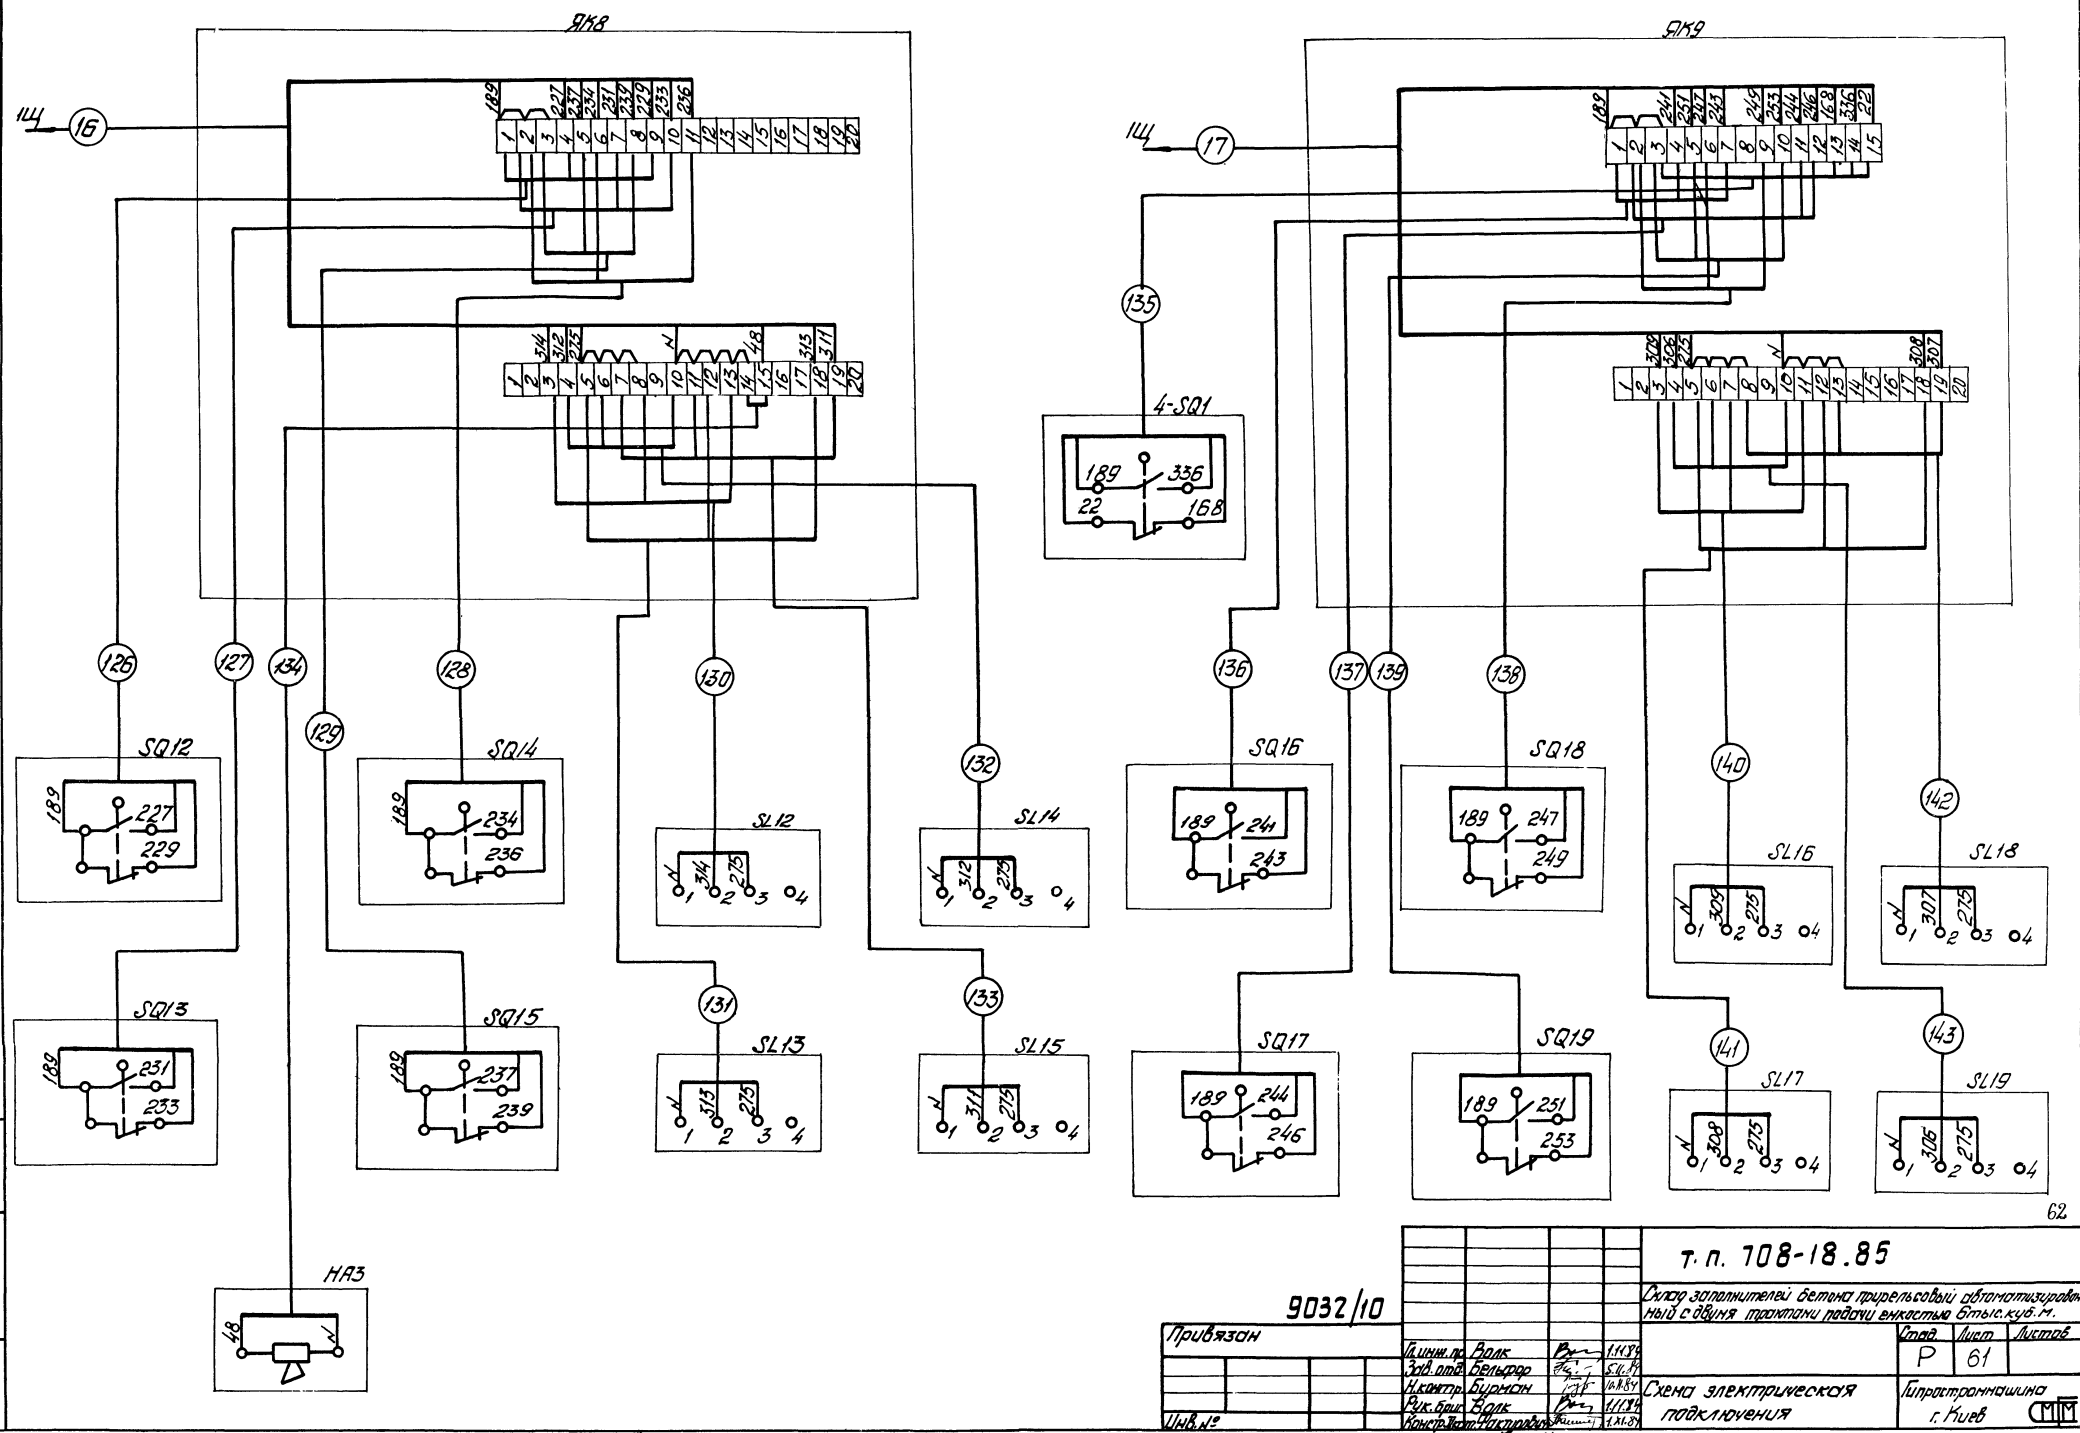 ЯК8
1Щ
16
189 227 237 234 231 239 229 233 236
1 2 3 4 5 6 7 8 9 10 11 12 13 14 15 16 17 18 19 20
314 312 275 N 48 313 311
1 2 3 4 5 6 7 8 9 10 11 12 13 14 15 16 17 18 19 20
126 127 134 129 128 130 132
SQ12
189 227
229
SQ14
189 234
236
SL12
N 314 275
1 2 3 4
SL14
N 312 275
1 2 3 4
131 133
SQ13
189 231
233
SQ15
189 237
239
SL13
N 313 275
1 2 3 4
SL15
N 311 275
1 2 3 4
НА3
48 N
ЯК9
1Щ
17
189 241 251 247 243 249 253 244 246 168 336 22
1 2 3 4 5 6 7 8 9 10 11 12 13 14 15
309 306 275 N 308 307
1 2 3 4 5 6 7 8 9 10 11 12 13 14 15 16 17 18 19 20
135
4-SQ1
189 336
22 168
136 137 139 138 140 142
SQ16
189 241
243
SQ18
189 247
249
SL16
N 309 275
1 2 3 4
SL18
N 307 275
1 2 3 4
141 143
SQ17
189 244
246
SQ19
189 251
253
SL17
N 308 275
1 2 3 4
SL19
N 306 275
1 2 3 4
62
9032/10
Привязан
Инв. №
т.п. 708-18.85
Склад заполнителей бетона прирельсовый автоматизирован-
ный с двумя трактами подачи емкостью 6 тыс. куб. м.
Гл. инж. пр. Волк 1.11.84
Зав. отд. Бельфор
Н. контр. Бирман
Рук. бриг. Волк 1.11.84
Стад. Лист Листов
Р 61
Схема электрическая
подключения
Гипростроммашина
г. Киев